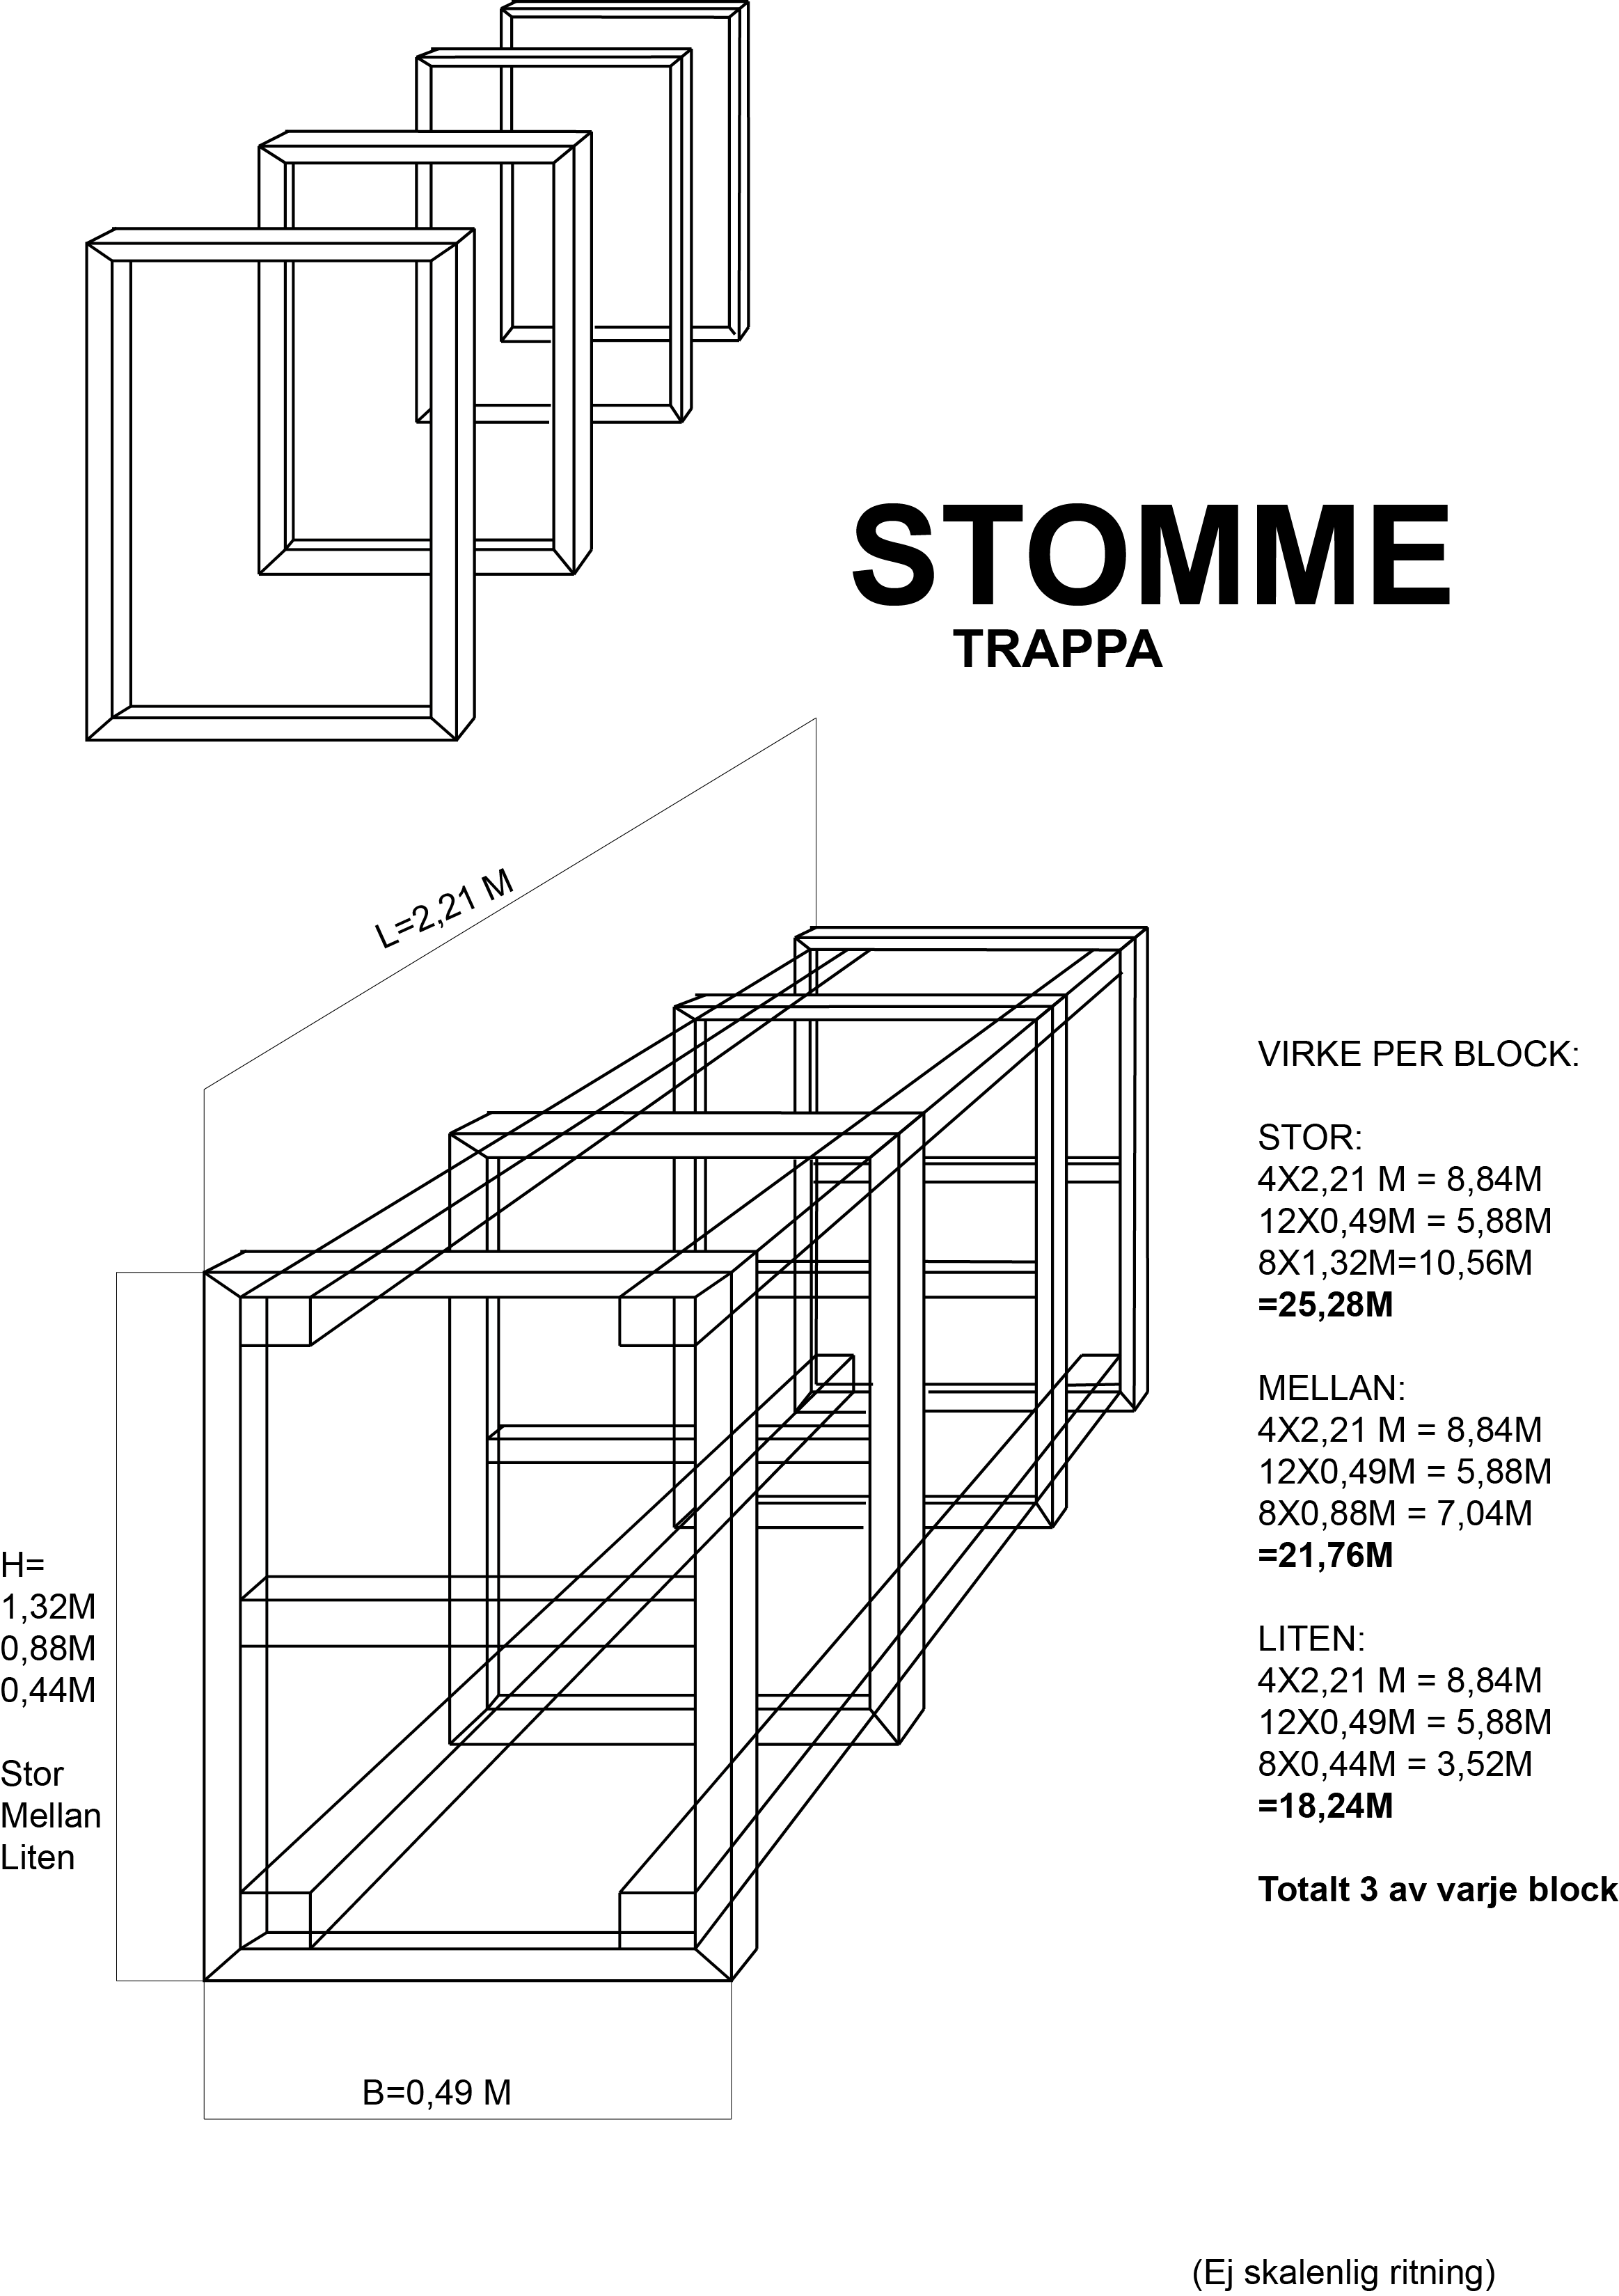 STOMME
TRAPPA
L=2,21 M
VIRKE PER BLOCK:
STOR:
4X2,21 M = 8,84M
12X0,49M = 5,88M
8X1,32M=10,56M
=25,28M
MELLAN:
4X2,21 M = 8,84M
12X0,49M = 5,88M
8X0,88M = 7,04M
=21,76M
LITEN:
4X2,21 M = 8,84M
12X0,49M = 5,88M
8X0,44M = 3,52M
=18,24M
Totalt 3 av varje block
H=
1,32M
0,88M
0,44M
Stor
Mellan
Liten
B=0,49 M
(Ej skalenlig ritning)